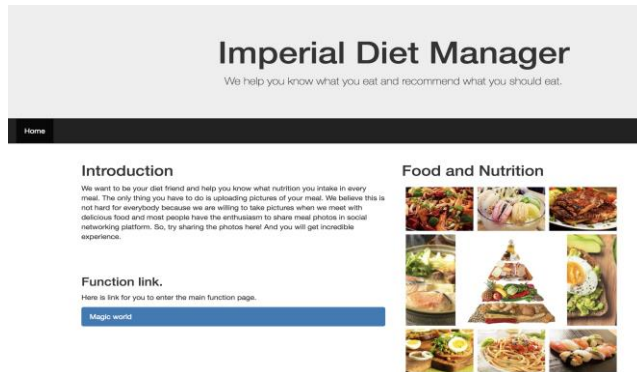 Imperial Diet Manager
We help you know what you eat and recommend what you should eat.
Home
Introduction
We want to be your diet friend and help you know what nutrition you intake in every
meal. The only thing you have to do is uploading pictures of your meal. We believe this is
not hard for everybody because we are willing to take pictures when we meet with
delicious food and most people have the enthusiasm to share meal photos in social
networking platform. So, try sharing the photos here! And you will get incredible
experience.
Function link.
Here is link for you to enter the main function page.
Magic world
Food and Nutrition